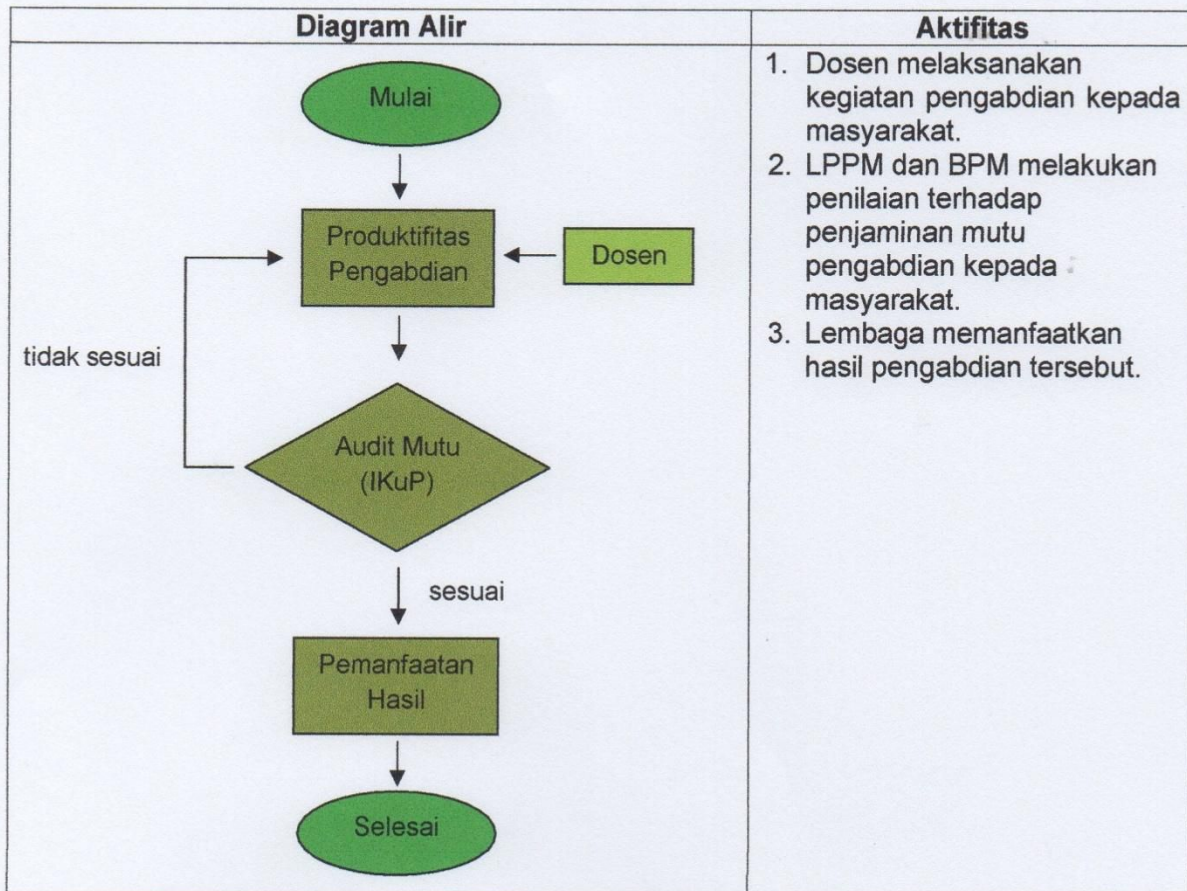 Diagram Alir
Mulai
Produktifitas
Pengabdian
Dosen
tidak sesuai
Audit Mutu
(IKuP)
sesuai
Pemanfaatan
Hasil
Selesai
Aktifitas
1. Dosen melaksanakan
kegiatan pengabdian kepada
masyarakat.
2. LPPM dan BPM melakukan
penilaian terhadap
penjaminan mutu
pengabdian kepada
masyarakat.
3. Lembaga memanfaatkan
hasil pengabdian tersebut.